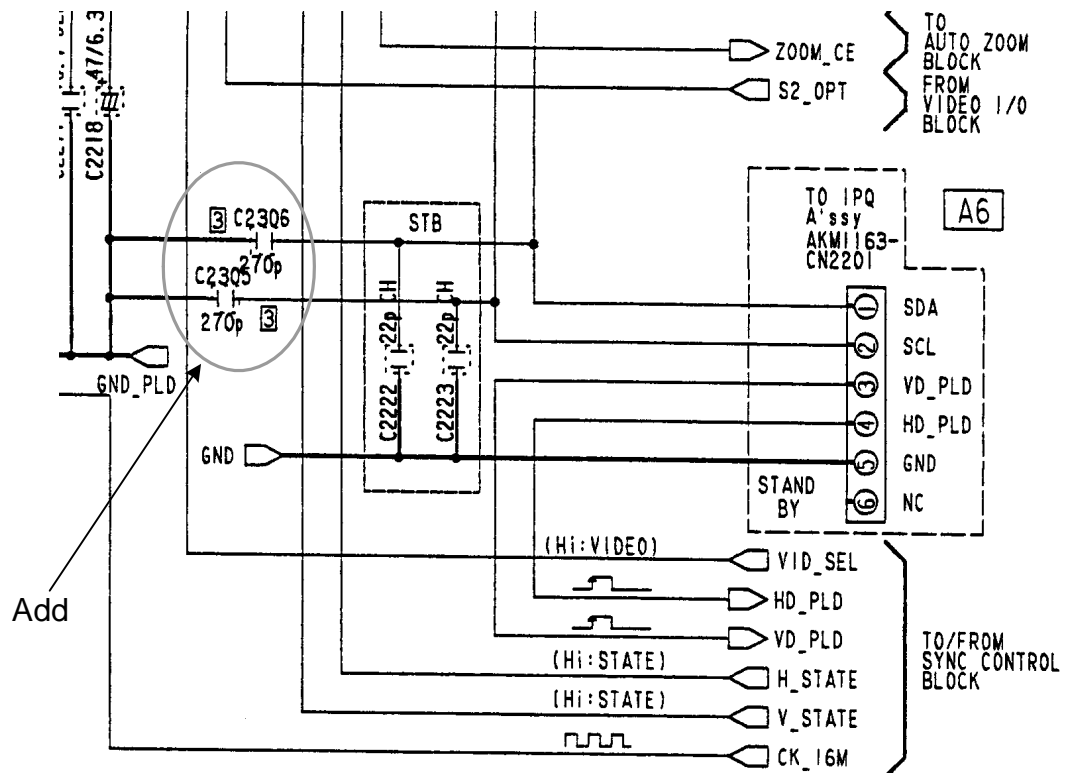 47/6.3
C2218
TO
AUTO ZOOM
BLOCK
FROM
VIDEO I/O
BLOCK
ZOOM_CE
S2_OPT
3 C23Q6
270p
C23Q5
270p 3
STB
22p CH
22p CH
C2222
C2223
TO IPQ
A'ssy
AKM1163-
CN2201
A6
1 SDA
2 SCL
3 VD_PLD
4 HD_PLD
5 GND
6 NC
STAND
BY
GND_PLD
GND
Add
(Hi:VIDEO)
VID_SEL
HD_PLD
VD_PLD
(Hi:STATE)
H_STATE
(Hi:STATE)
V_STATE
CK_16M
TO/FROM
SYNC CONTROL
BLOCK